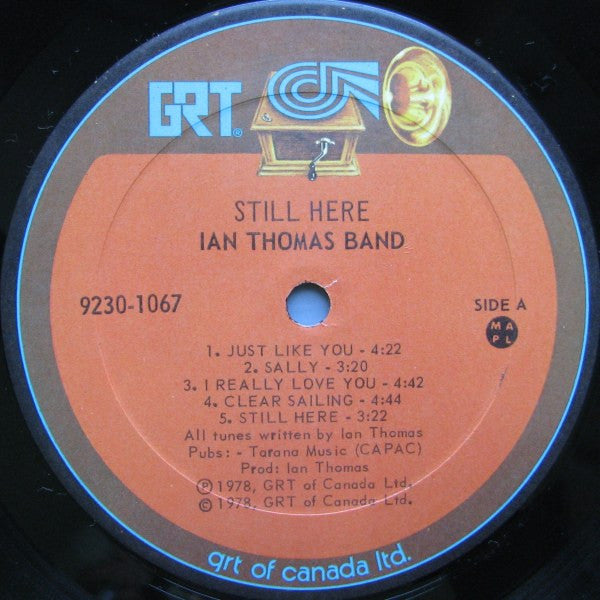 GRT®
STILL HERE
IAN THOMAS BAND
9230-1067
SIDE A
MA
PL
1. JUST LIKE YOU - 4:22
2. SALLY - 3:20
3. I REALLY LOVE YOU - 4:42
4. CLEAR SAILING - 4:44
5. STILL HERE - 3:22
All tunes written by Ian Thomas
Pubs: - Tarana Music (CAPAC)
Prod: Ian Thomas
℗ 1978, GRT of Canada Ltd.
© 1978, GRT of Canada Ltd.
grt of canada ltd.